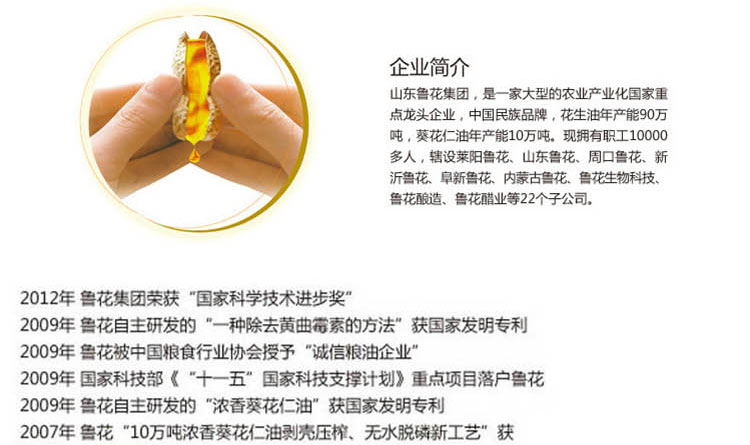 企业简介
山东鲁花集团，是一家大型的农业产业化国家重
点龙头企业，中国民族品牌，花生油年产能90万
吨，葵花仁油年产能10万吨。现拥有职工10000
多人，辖设莱阳鲁花、山东鲁花、周口鲁花、新
沂鲁花、阜新鲁花、内蒙古鲁花、鲁花生物科技、
鲁花酿造、鲁花醋业等22个子公司。
2012年 鲁花集团荣获“国家科学技术进步奖”
2009年 鲁花自主研发的“一种除去黄曲霉素的方法”获国家发明专利
2009年 鲁花被中国粮食行业协会授予“诚信粮油企业”
2009年 国家科技部《“十一五”国家科技支撑计划》重点项目落户鲁花
2009年 鲁花自主研发的“浓香葵花仁油”获国家发明专利
2007年 鲁花“10万吨浓香葵花仁油剥壳压榨、无水脱磷新工艺”获